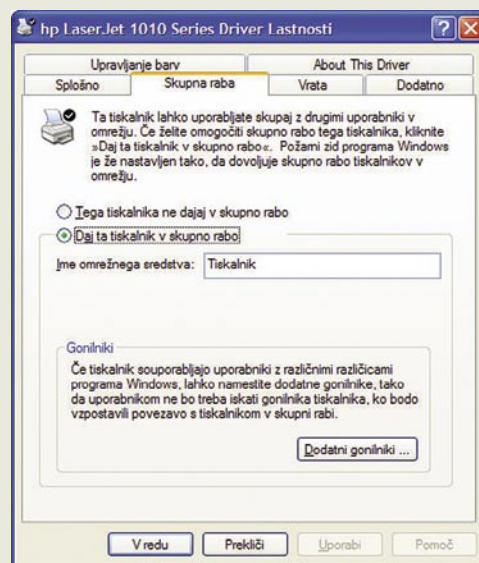 hp LaserJet 1010 Series Driver Lastnosti
Upravljanje barv About This Driver
Splošno Skupna raba Vrata Dodatno
Ta tiskalnik lahko uporabljate skupaj z drugimi uporabniki v
omrežju. Če želite omogočiti skupno rabo tega tiskalnika, kliknite
»Daj ta tiskalnik v skupno rabo«. Požarni zid programa Windows
je že nastavljen tako, da dovoljuje skupno rabo tiskalnikov v
omrežju.
Tega tiskalnika ne dajaj v skupno rabo
Daj ta tiskalnik v skupno rabo
Ime omrežnega sredstva: Tiskalnik
Gonilniki
Če tiskalnik souporabljajo uporabniki z različnimi različicami
programa Windows, lahko namestite dodatne gonilnike, tako
da uporabnikom ne bo treba iskati gonilnika tiskalnika, ko bodo
vzpostavili povezavo s tiskalnikom v skupni rabi.
Dodatni gonilniki ...
V redu Prekliči Uporabi Pomoč